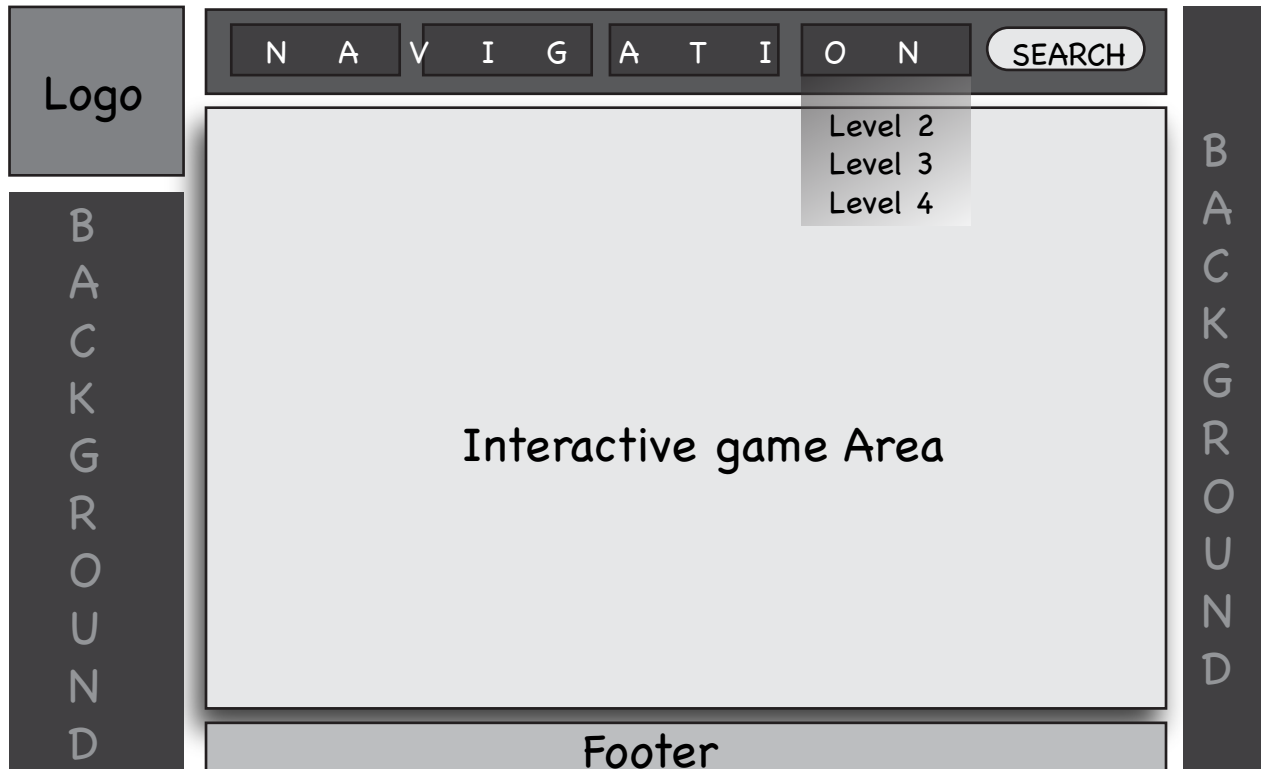 Logo
N A V I G A T I O N
SEARCH
Level 2
Level 3
Level 4
B
A
C
K
G
R
O
U
N
D
Interactive game Area
B
A
C
K
G
R
O
U
N
D
Footer